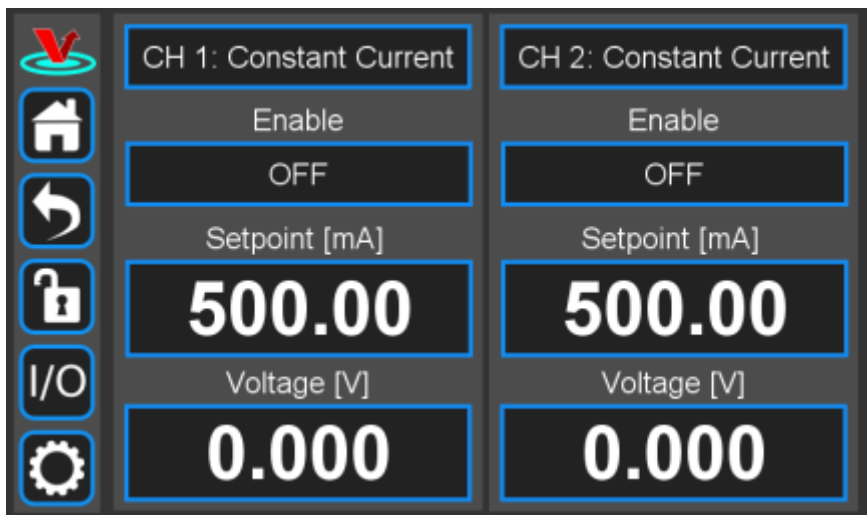 CH 1: Constant Current
Enable
OFF
Setpoint [mA]
500.00
Voltage [V]
0.000
CH 2: Constant Current
Enable
OFF
Setpoint [mA]
500.00
Voltage [V]
0.000
I/O